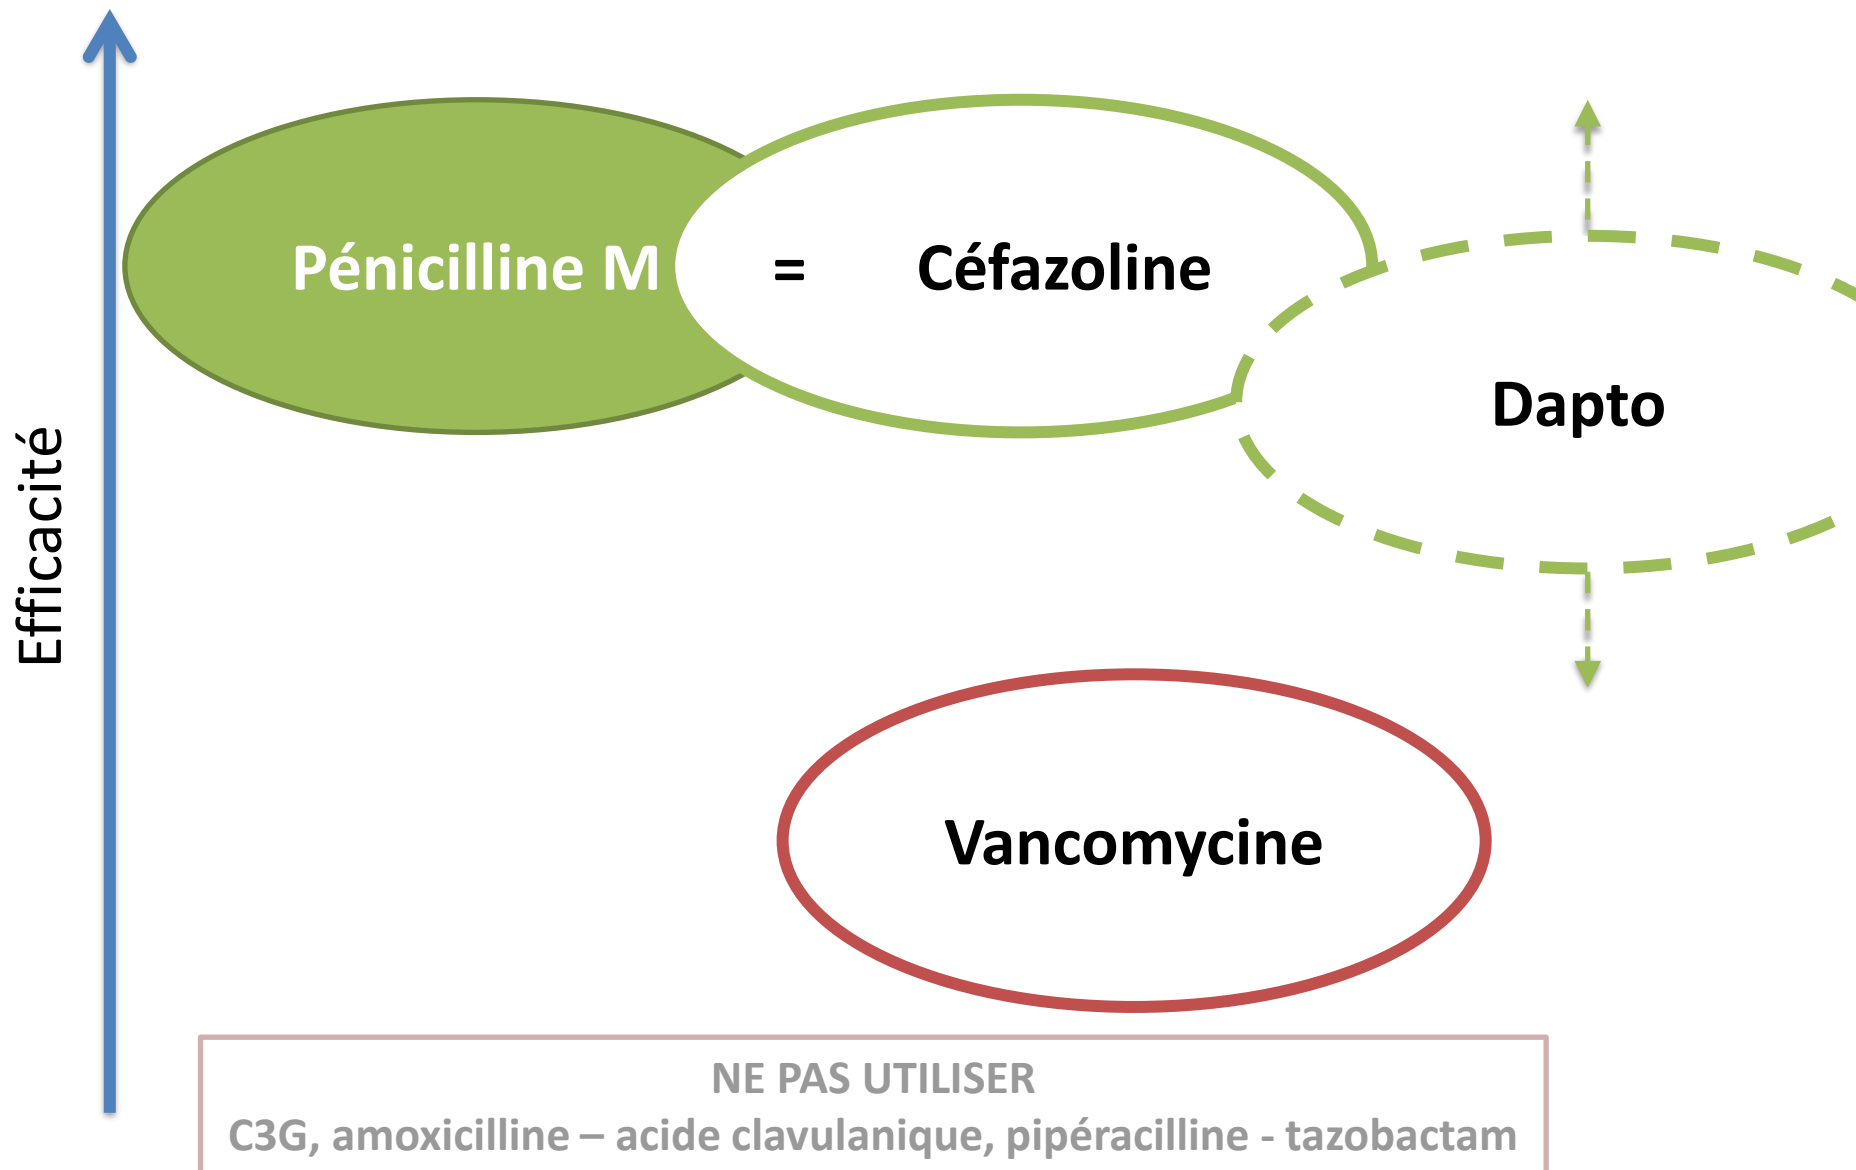 Efficacité
Pénicilline M = Céfazoline
Dapto
Vancomycine
NE PAS UTILISER
C3G, amoxicilline – acide clavulanique, pipéracilline - tazobactam